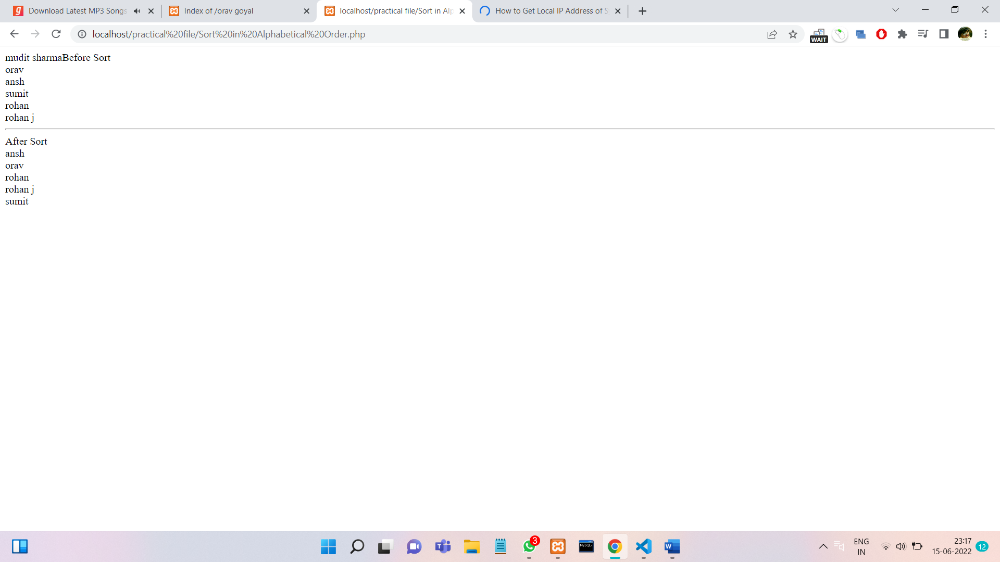 Download Latest MP3 Songs
Index of /orav goyal
localhost/practical file/Sort in Alp
How to Get Local IP Address of S
localhost/practical%20file/Sort%20in%20Alphabetical%20Order.php
WAIT
mudit sharmaBefore Sort
orav
ansh
sumit
rohan
rohan j
After Sort
ansh
orav
rohan
rohan j
sumit
3
MySQL
ENG
IN
23:17
15-06-2022
12